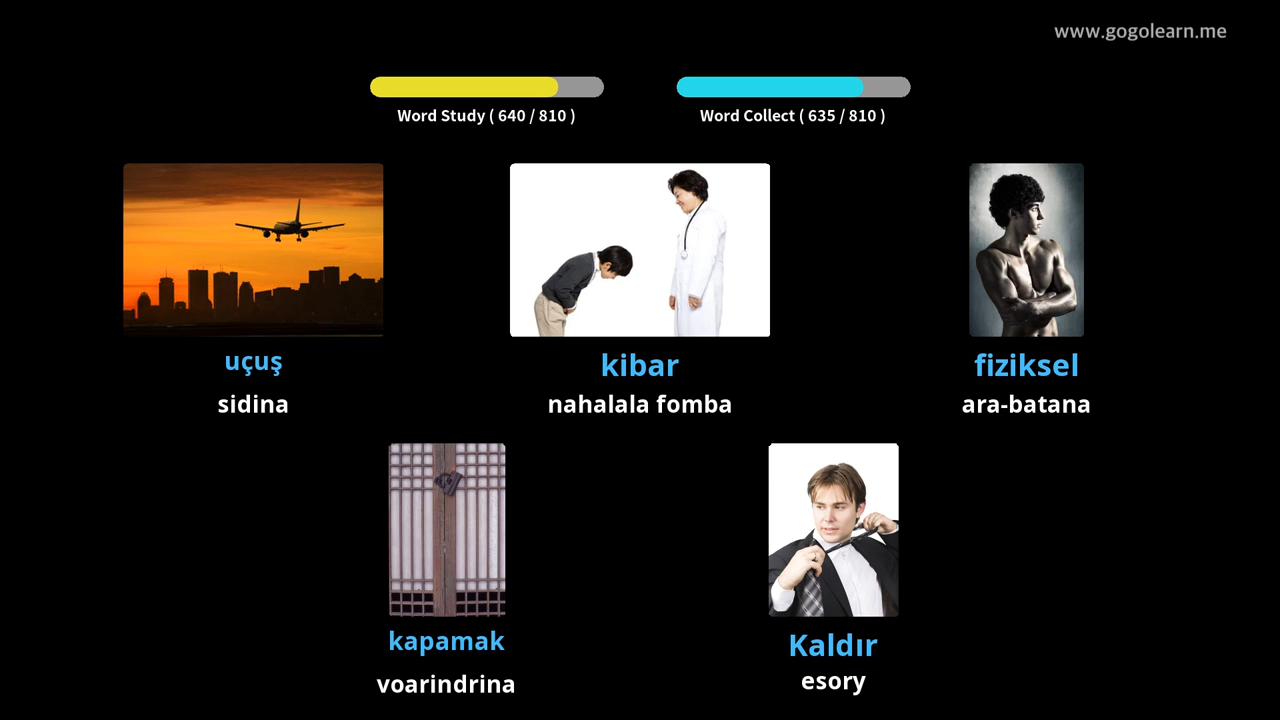 www.gogolearn.me
Word Study ( 640 / 810 )
Word Collect ( 635 / 810 )
uçuş
sidina
kibar
nahalala fomba
fiziksel
ara-batana
kapamak
voarindrina
Kaldır
esory